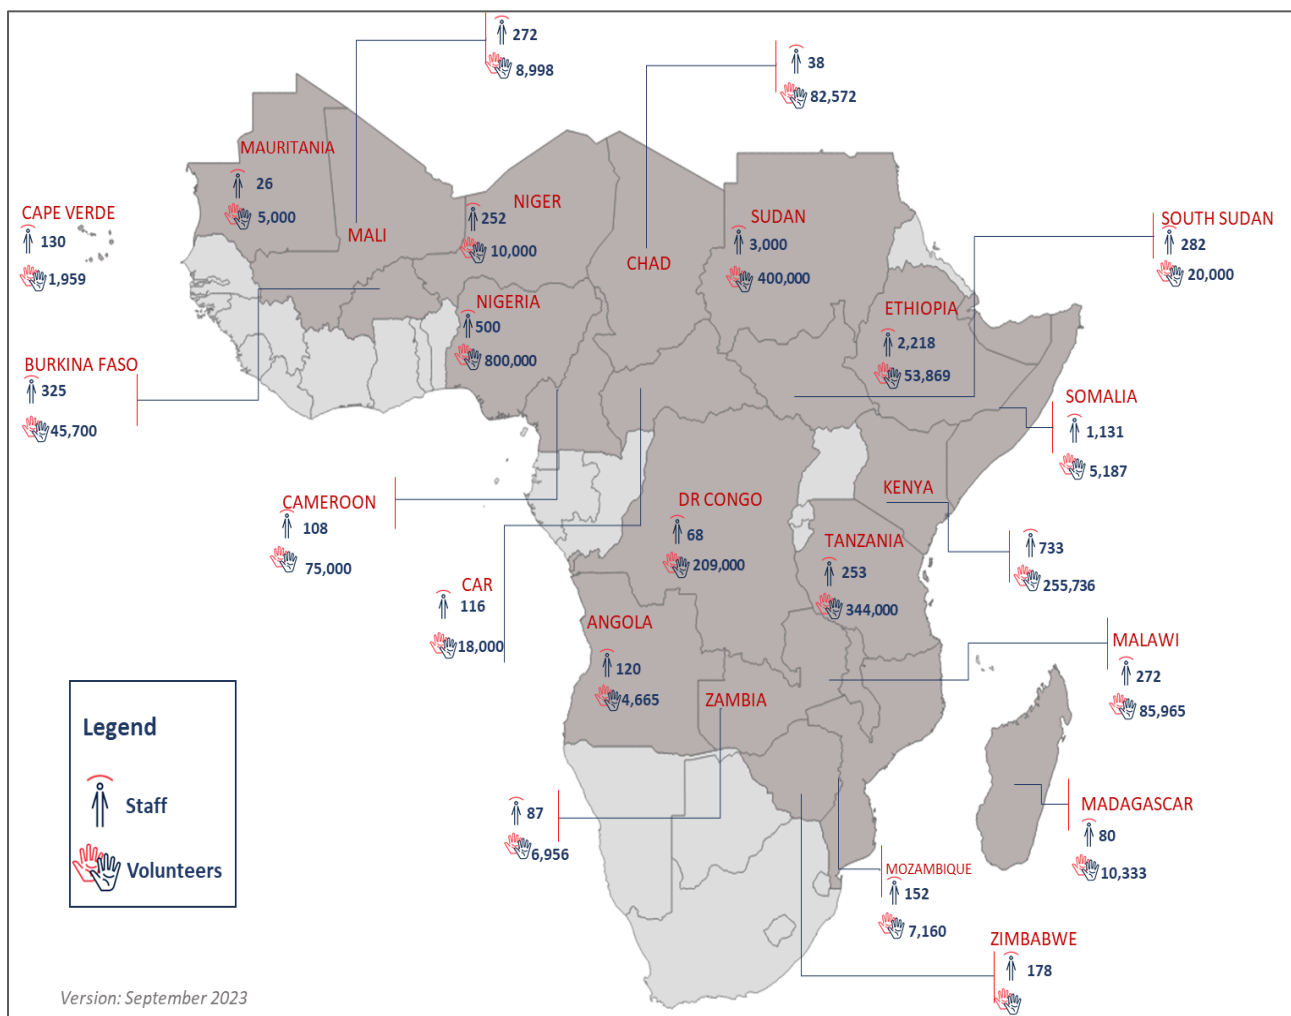 272
8,998
38
82,572
MAURITANIA
26
5,000
MALI
NIGER
252
10,000
CHAD
SUDAN
3,000
400,000
SOUTH SUDAN
282
20,000
CAPE VERDE
130
1,959
NIGERIA
500
800,000
ETHIOPIA
2,218
53,869
BURKINA FASO
325
45,700
SOMALIA
1,131
5,187
CAMEROON
108
75,000
DR CONGO
68
209,000
KENYA
733
255,736
TANZANIA
253
344,000
CAR
116
18,000
ANGOLA
120
4,665
MALAWI
272
85,965
ZAMBIA
87
6,956
MADAGASCAR
80
10,333
MOZAMBIQUE
152
7,160
ZIMBABWE
178
Legend
Staff
Volunteers
Version: September 2023